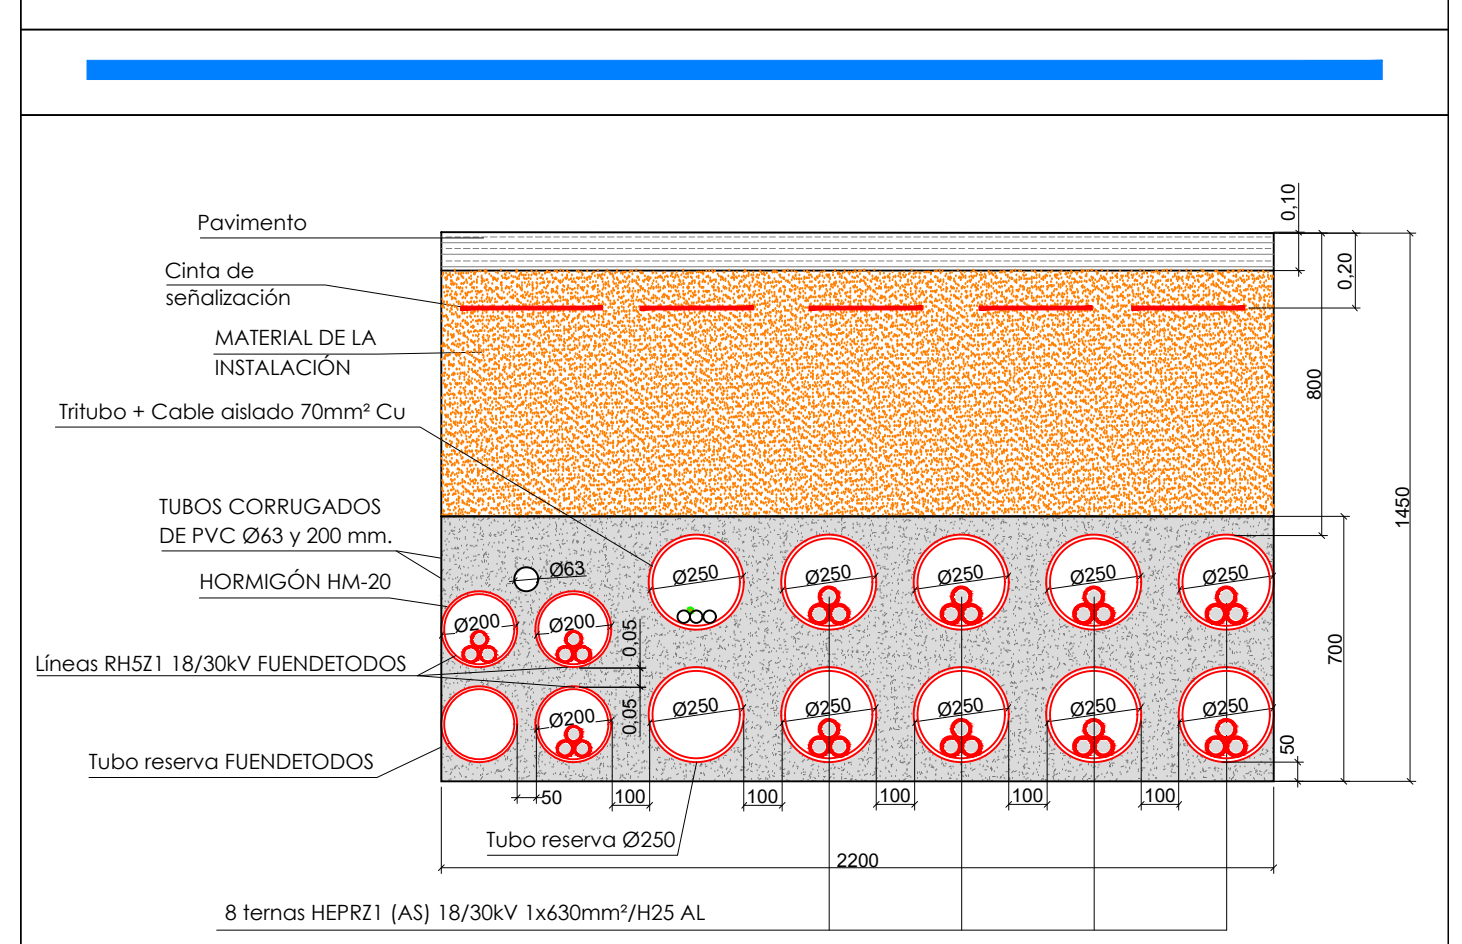 0,10
Pavimento
Cinta de
señalización
0,20
MATERIAL DE LA
INSTALACIÓN
800
Tritubo + Cable aislado 70mm² Cu
1450
TUBOS CORRUGADOS
DE PVC Ø63 y 200 mm.
HORMIGÓN HM-20
Ø63
Ø250
Ø250
Ø250
Ø250
Ø250
Ø200
Ø200
0,05
700
Líneas RH5Z1 18/30kV FUENDETODOS
Ø200
0,05
Ø250
Ø250
Ø250
Ø250
Ø250
50
Tubo reserva FUENDETODOS
50
100
100
100
100
100
Tubo reserva Ø250
2200
8 ternas HEPRZ1 (AS) 18/30kV 1x630mm²/H25 AL